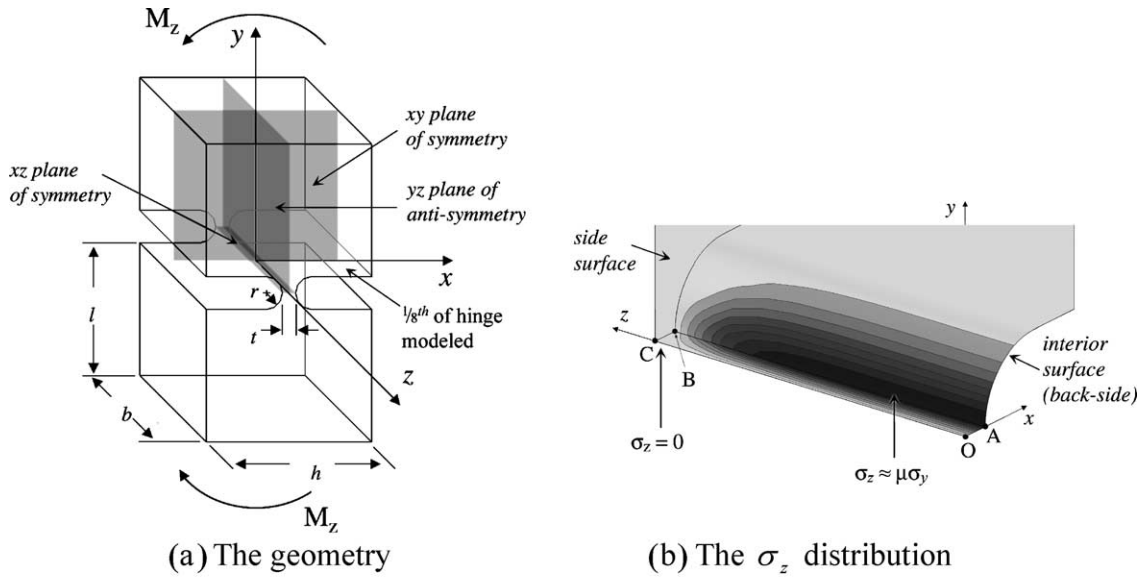 M_z
y
xy plane
of symmetry
xz plane
of symmetry
yz plane of
anti-symmetry
x
r
t
⅛th of hinge
modeled
l
z
b
h
M_z
(a) The geometry
y
side
surface
z
C
B
interior
surface
(back-side)
x
A
O
σ_z = 0
σ_z ≈ μσ_y
(b) The σ_z distribution